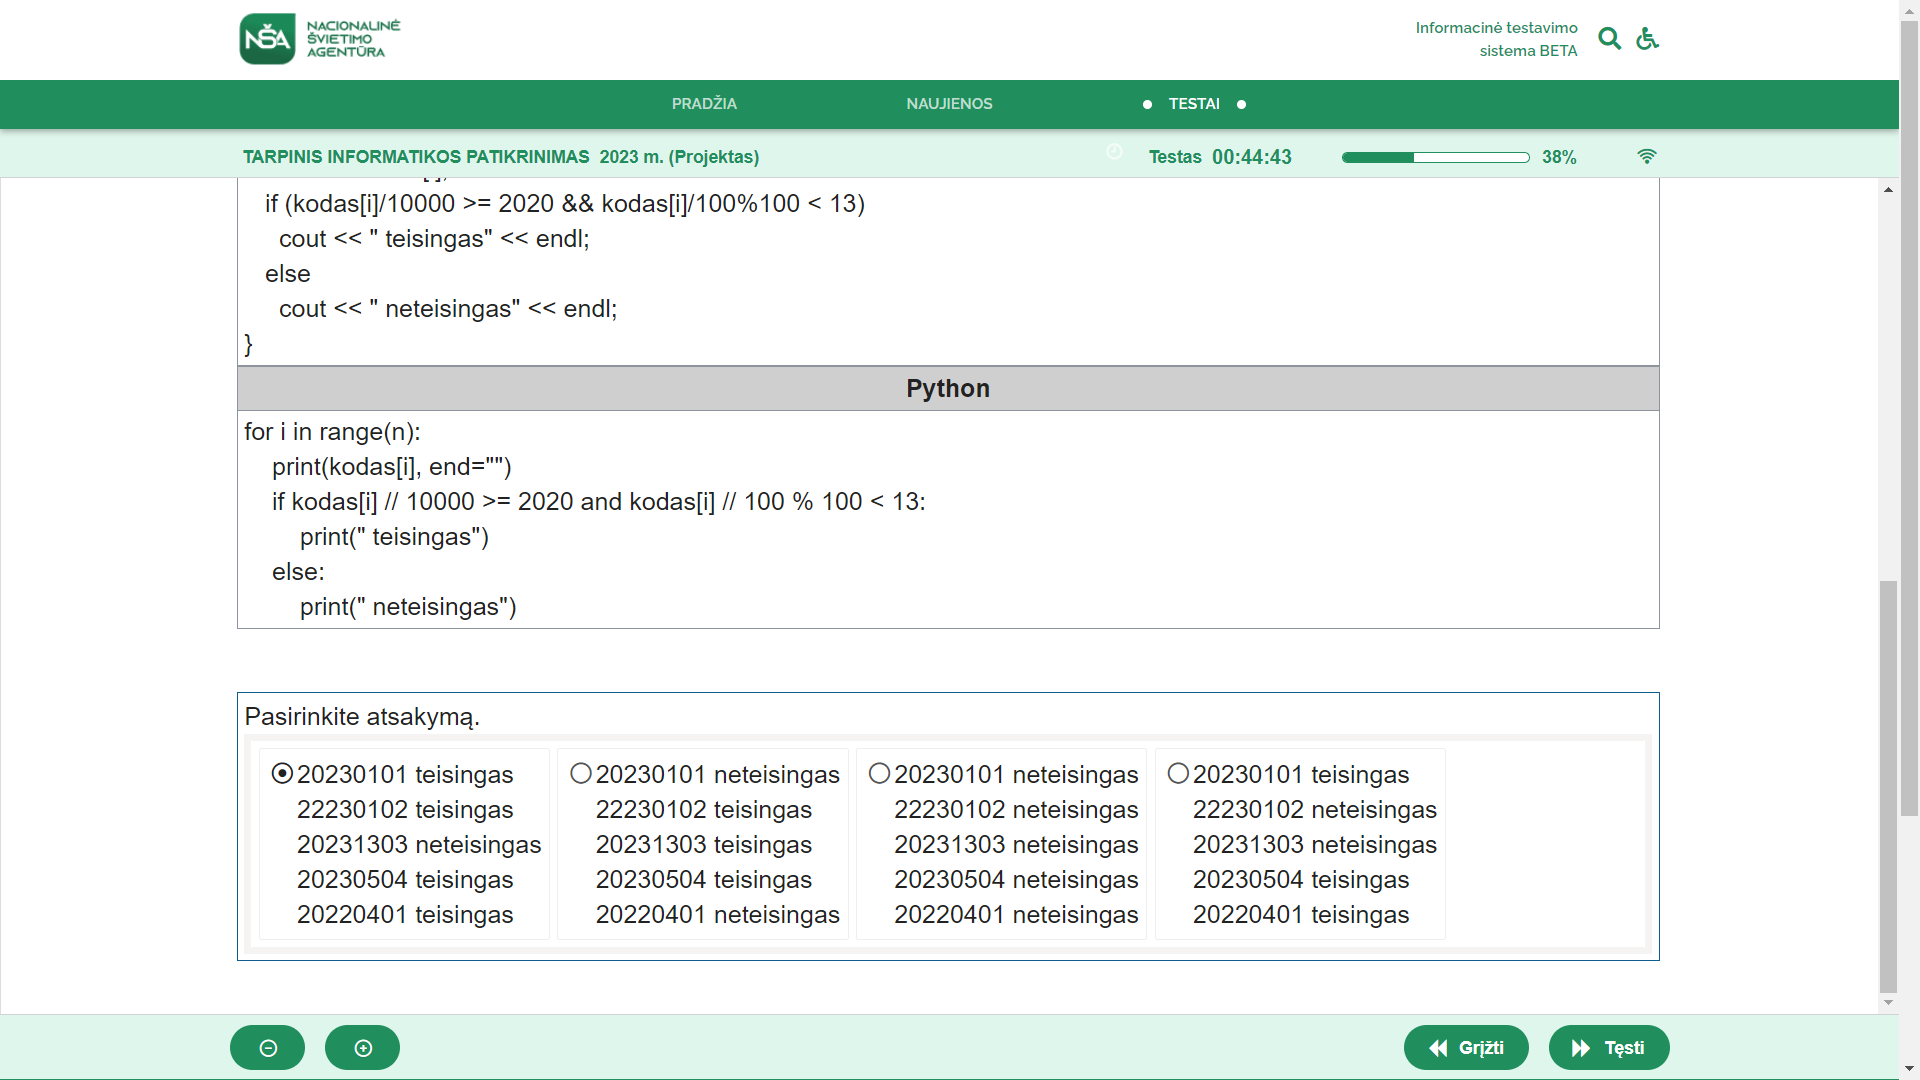 NŠA
NACIONALINĖ
ŠVIETIMO
AGENTŪRA
Informacinė testavimo
sistema BETA
PRADŽIA
NAUJIENOS
TESTAI
TARPINIS INFORMATIKOS PATIKRINIMAS 2023 m. (Projektas)
Testas 00:44:43
38%
if (kodas[i]/10000 >= 2020 && kodas[i]/100%100 < 13)
cout << " teisingas" << endl;
else
cout << " neteisingas" << endl;
}
Python
for i in range(n):
print(kodas[i], end="")
if kodas[i] // 10000 >= 2020 and kodas[i] // 100 % 100 < 13:
print(" teisingas")
else:
print(" neteisingas")
Pasirinkite atsakymą.
20230101 teisingas
22230102 teisingas
20231303 neteisingas
20230504 teisingas
20220401 teisingas
20230101 neteisingas
22230102 teisingas
20231303 teisingas
20230504 teisingas
20220401 neteisingas
20230101 neteisingas
22230102 neteisingas
20231303 neteisingas
20230504 neteisingas
20220401 neteisingas
20230101 teisingas
22230102 neteisingas
20231303 neteisingas
20230504 teisingas
20220401 teisingas
Grįžti
Tęsti